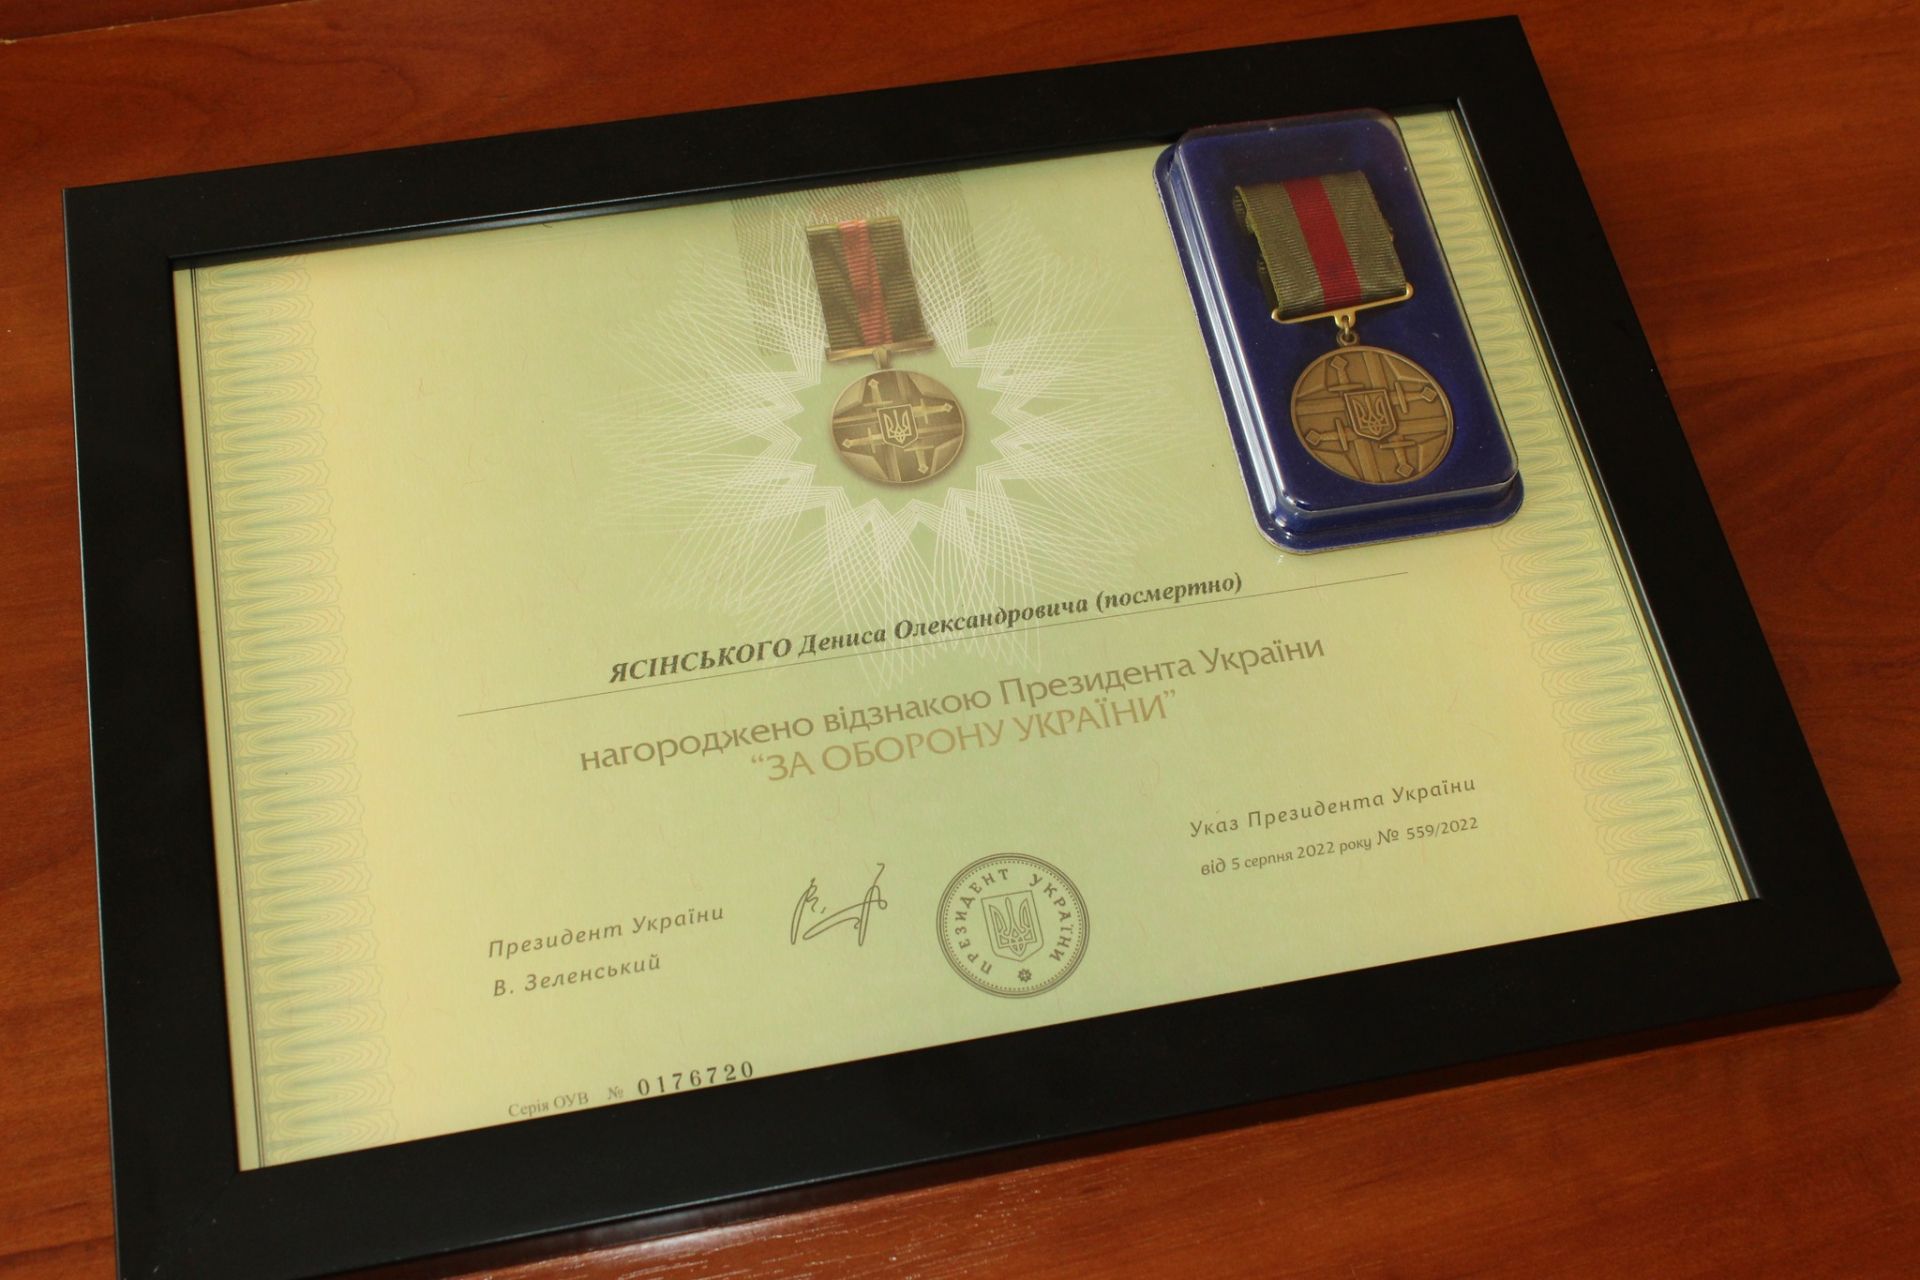 ЯСІНСЬКОГО Дениса Олександровича (посмертно)
нагороджено відзнакою Президента України
“ЗА ОБОРОНУ УКРАЇНИ”
Указ Президента України
від 5 серпня 2022 року № 559/2022
Президент України
В. Зеленський
ПРЕЗИДЕНТ УКРАЇНИ
Серія ОУВ № 0176720